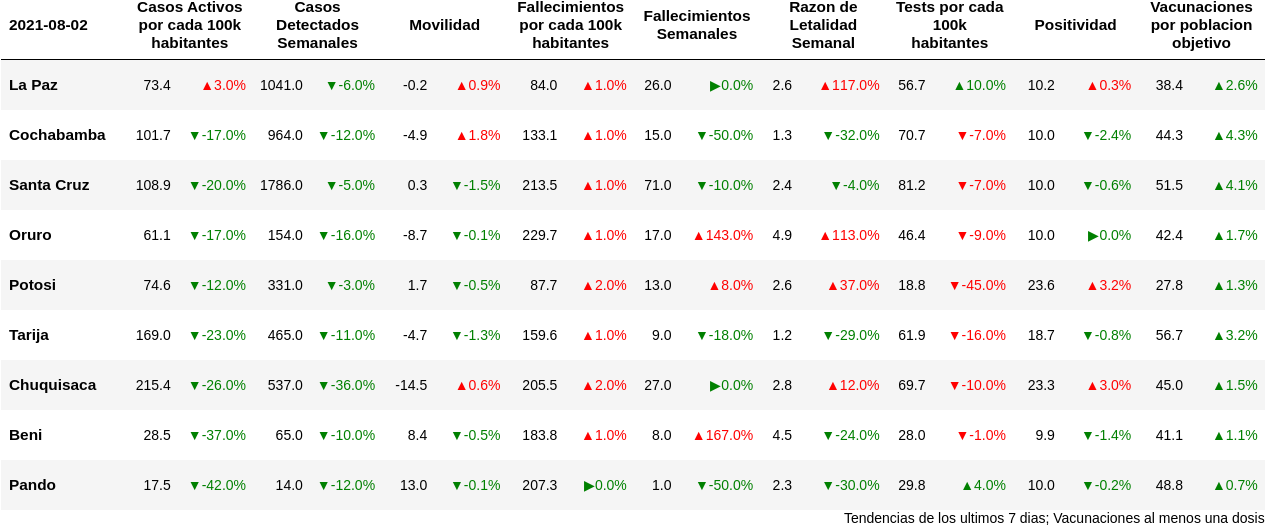 2021-08-02 Casos Activos por cada 100k habitantes Casos Detectados Semanales Movilidad Fallecimientos por cada 100k habitantes Fallecimientos Semanales Razon de Letalidad Semanal Tests por cada 100k habitantes Positividad Vacunaciones por poblacion objetivo
La Paz 73.4 ▲3.0% 1041.0 ▼-6.0% -0.2 ▲0.9% 84.0 ▲1.0% 26.0 ▶0.0% 2.6 ▲117.0% 56.7 ▲10.0% 10.2 ▲0.3% 38.4 ▲2.6%
Cochabamba 101.7 ▼-17.0% 964.0 ▼-12.0% -4.9 ▲1.8% 133.1 ▲1.0% 15.0 ▼-50.0% 1.3 ▼-32.0% 70.7 ▼-7.0% 10.0 ▼-2.4% 44.3 ▲4.3%
Santa Cruz 108.9 ▼-20.0% 1786.0 ▼-5.0% 0.3 ▼-1.5% 213.5 ▲1.0% 71.0 ▼-10.0% 2.4 ▼-4.0% 81.2 ▼-7.0% 10.0 ▼-0.6% 51.5 ▲4.1%
Oruro 61.1 ▼-17.0% 154.0 ▼-16.0% -8.7 ▼-0.1% 229.7 ▲1.0% 17.0 ▲143.0% 4.9 ▲113.0% 46.4 ▼-9.0% 10.0 ▶0.0% 42.4 ▲1.7%
Potosi 74.6 ▼-12.0% 331.0 ▼-3.0% 1.7 ▼-0.5% 87.7 ▲2.0% 13.0 ▲8.0% 2.6 ▲37.0% 18.8 ▼-45.0% 23.6 ▲3.2% 27.8 ▲1.3%
Tarija 169.0 ▼-23.0% 465.0 ▼-11.0% -4.7 ▼-1.3% 159.6 ▲1.0% 9.0 ▼-18.0% 1.2 ▼-29.0% 61.9 ▼-16.0% 18.7 ▼-0.8% 56.7 ▲3.2%
Chuquisaca 215.4 ▼-26.0% 537.0 ▼-36.0% -14.5 ▲0.6% 205.5 ▲2.0% 27.0 ▶0.0% 2.8 ▲12.0% 69.7 ▼-10.0% 23.3 ▲3.0% 45.0 ▲1.5%
Beni 28.5 ▼-37.0% 65.0 ▼-10.0% 8.4 ▼-0.5% 183.8 ▲1.0% 8.0 ▲167.0% 4.5 ▼-24.0% 28.0 ▼-1.0% 9.9 ▼-1.4% 41.1 ▲1.1%
Pando 17.5 ▼-42.0% 14.0 ▼-12.0% 13.0 ▼-0.1% 207.3 ▶0.0% 1.0 ▼-50.0% 2.3 ▼-30.0% 29.8 ▲4.0% 10.0 ▼-0.2% 48.8 ▲0.7%
Tendencias de los ultimos 7 dias; Vacunaciones al menos una dosis